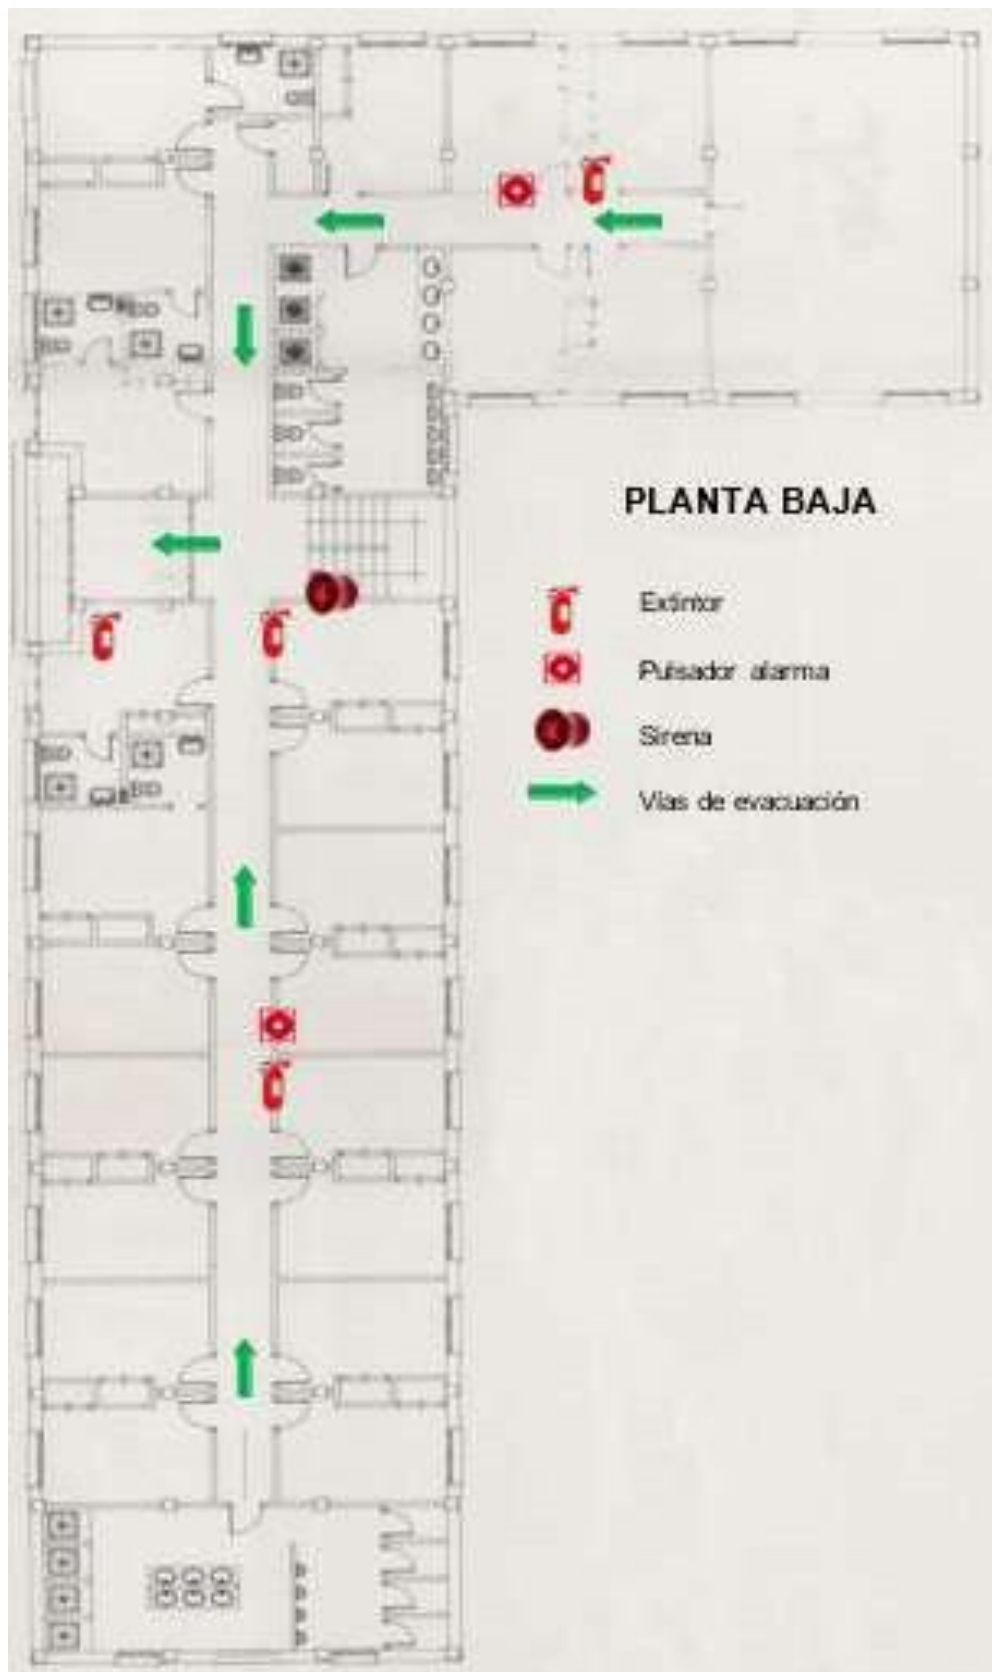 PLANTA BAJA
Extintor
Pulsador alarma
Sirena
Vías de evacuación